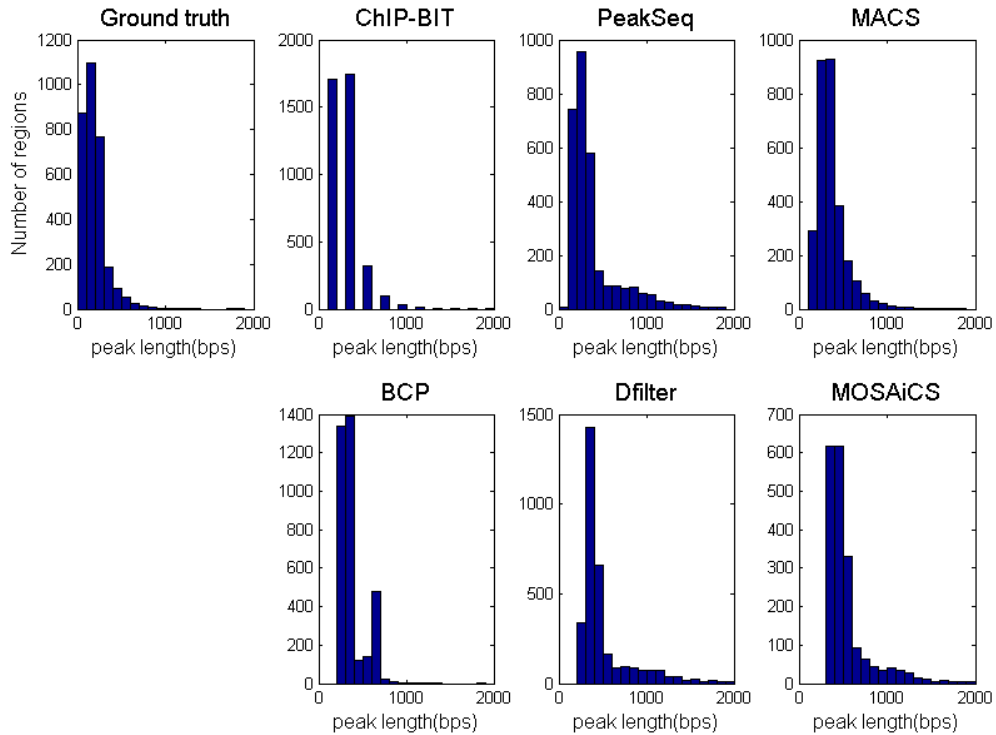 Ground truth
ChIP-BIT
PeakSeq
MACS
1200
1000
800
600
400
200
0
Number of regions
0 1000 2000
peak length(bps)
2000
1500
1000
500
0
0 1000 2000
peak length(bps)
1000
800
600
400
200
0
0 1000 2000
peak length(bps)
1000
800
600
400
200
0
0 1000 2000
peak length(bps)
BCP
Dfilter
MOSAiCS
1400
1200
1000
800
600
400
200
0
0 1000 2000
peak length(bps)
1500
1000
500
0
0 1000 2000
peak length(bps)
700
600
500
400
300
200
100
0
0 1000 2000
peak length(bps)